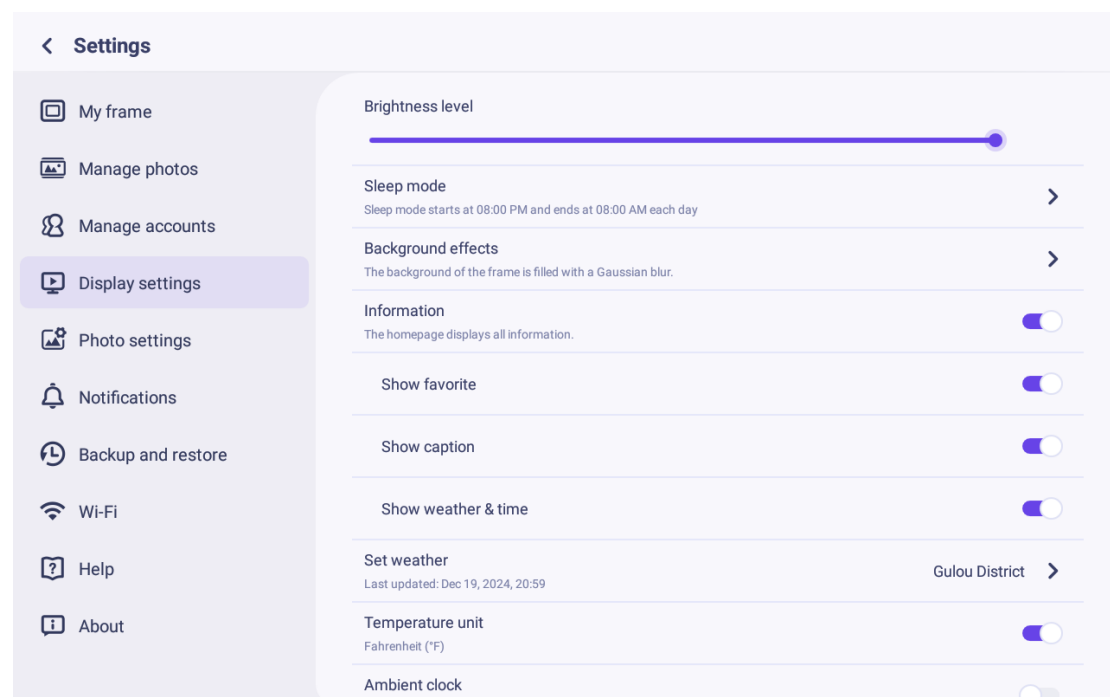 Settings
My frame
Manage photos
Manage accounts
Display settings
Photo settings
Notifications
Backup and restore
Wi-Fi
Help
About
Brightness level
Sleep mode
Sleep mode starts at 08:00 PM and ends at 08:00 AM each day
Background effects
The background of the frame is filled with a Gaussian blur.
Information
The homepage displays all information.
Show favorite
Show caption
Show weather & time
Set weather
Last updated: Dec 19, 2024, 20:59
Gulou District
Temperature unit
Fahrenheit (°F)
Ambient clock